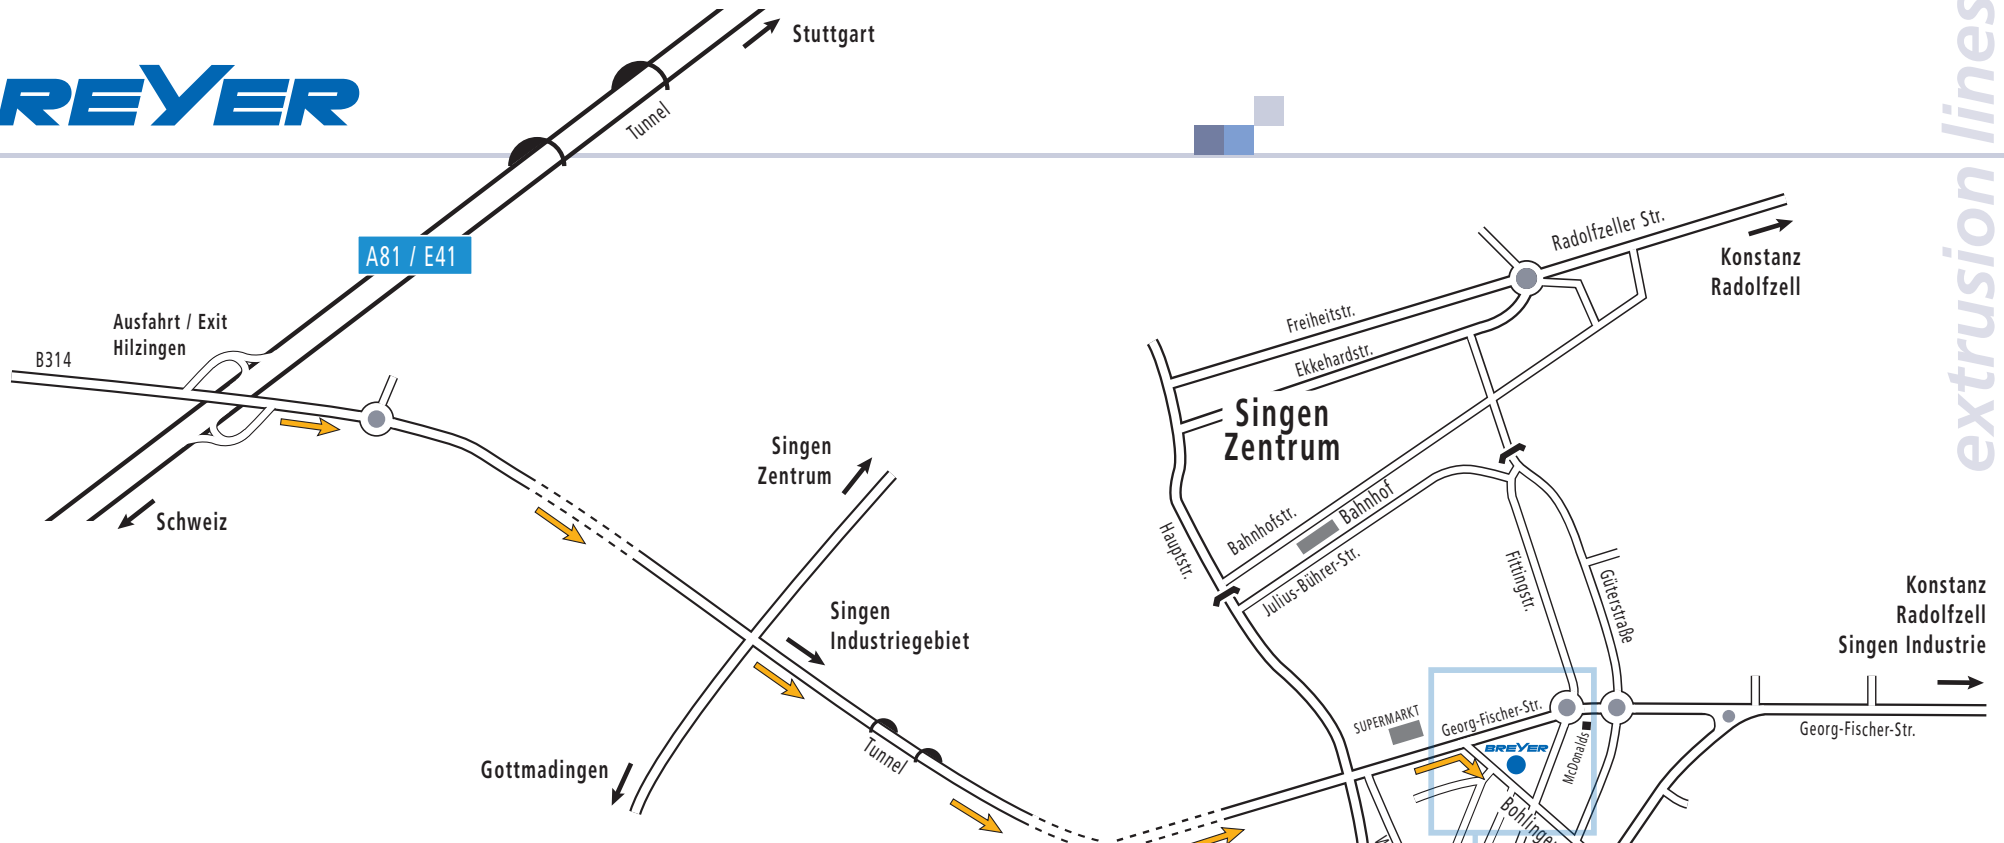 Stuttgart
REYER
Tunnel
extrusion lines
A81 / E41
Radolfzeller Str.
Konstanz
Radolfzell
Ausfahrt / Exit
Hilzingen
B314
Freiheitstr.
Ekkehardstr.
Singen
Zentrum
Singen
Zentrum
Schweiz
Bahnhofstr.
Bahnhof
Hauptstr.
Julius-Bührer-Str.
Fittingstr.
Güterstraße
Konstanz
Radolfzell
Singen Industrie
Singen
Industriegebiet
SUPERMARKT
Georg-Fischer-Str.
Georg-Fischer-Str.
BREYER
McDonalds
Tunnel
Gottmadingen